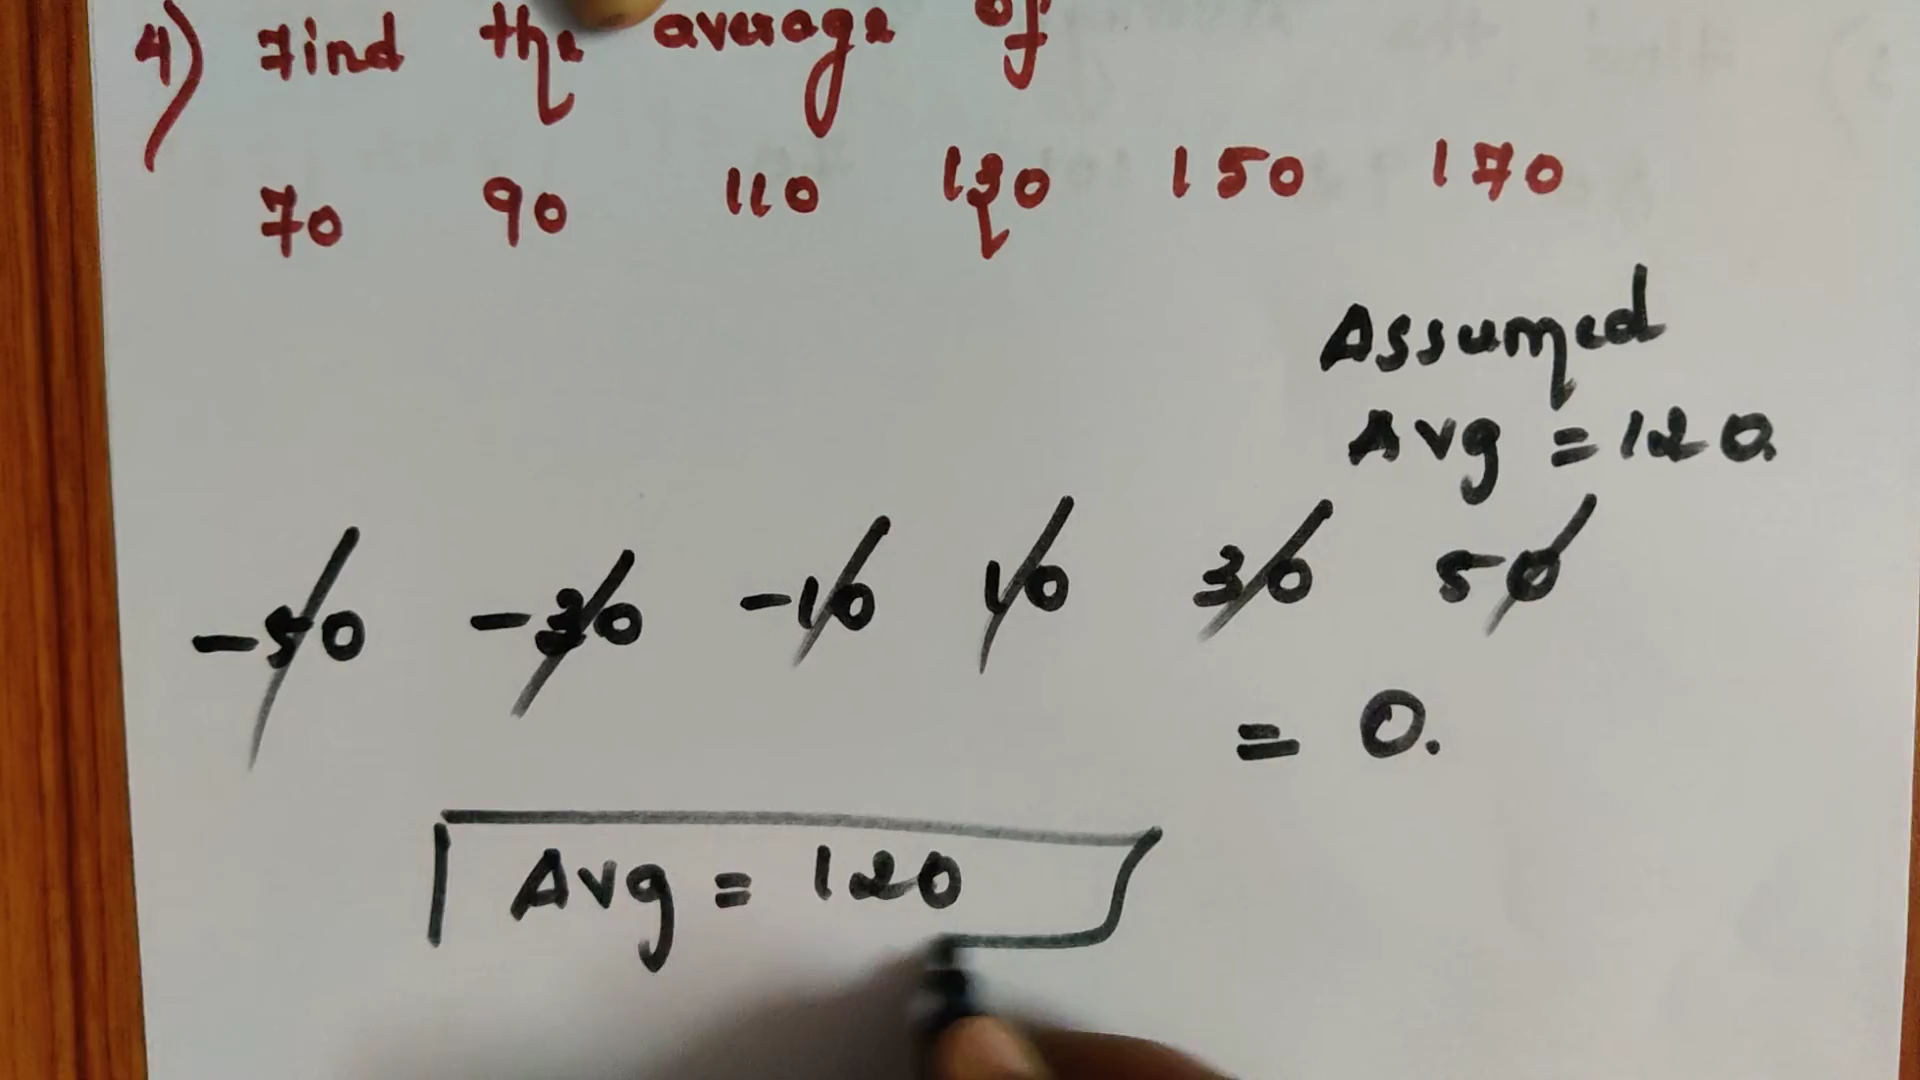 4) Find the average of
70 90 110 130 150 170
Assumed
Avg = 120.
-50 -30 -10 10 30 50
= 0.
Avg = 120